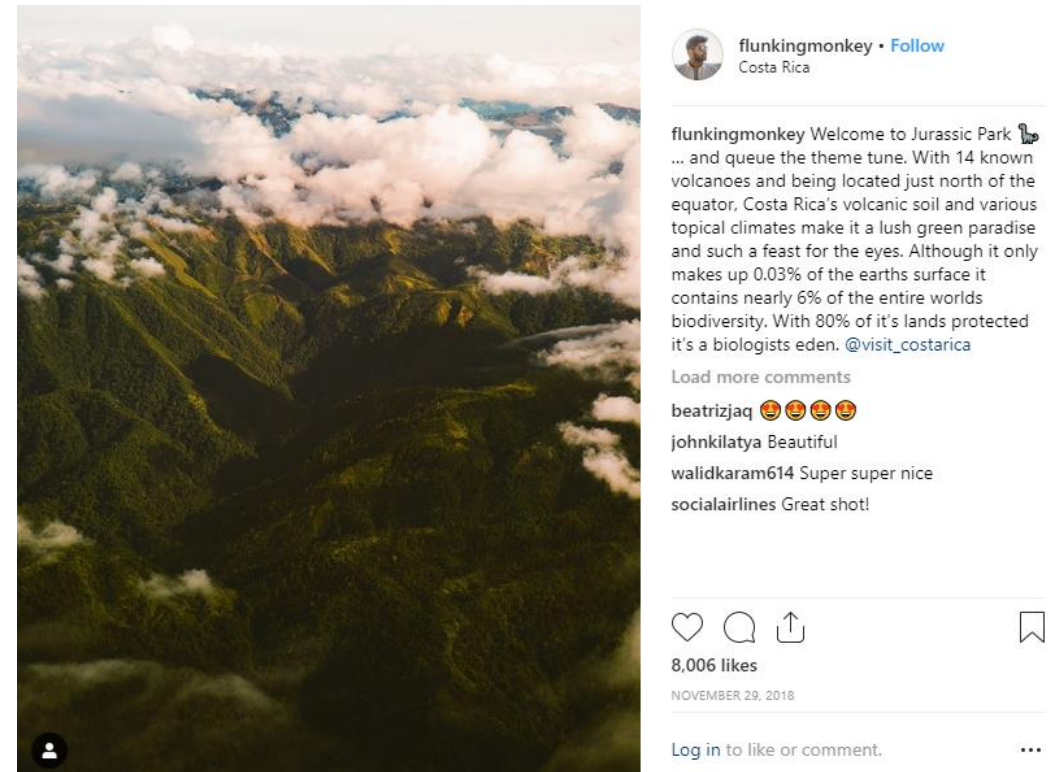 flunkingmonkey • Follow
Costa Rica
flunkingmonkey Welcome to Jurassic Park 🦕
... and queue the theme tune. With 14 known
volcanoes and being located just north of the
equator, Costa Rica's volcanic soil and various
topical climates make it a lush green paradise
and such a feast for the eyes. Although it only
makes up 0.03% of the earths surface it
contains nearly 6% of the entire worlds
biodiversity. With 80% of it's lands protected
it's a biologists eden. @visit_costarica
Load more comments
beatrizjaq 😍😍😍😍
johnkilatya Beautiful
walidkaram614 Super super nice
socialairlines Great shot!
8,006 likes
NOVEMBER 29, 2018
Log in to like or comment.